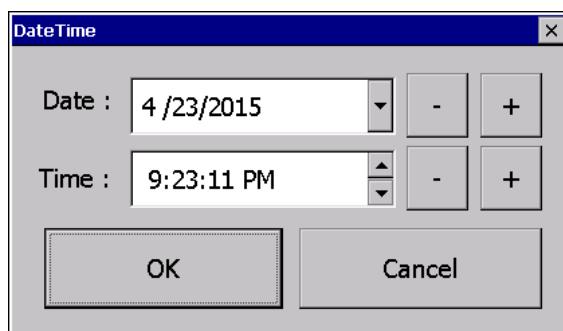 DateTime
Date : 4 /23/2015 - +
Time : 9:23:11 PM - +
OK Cancel